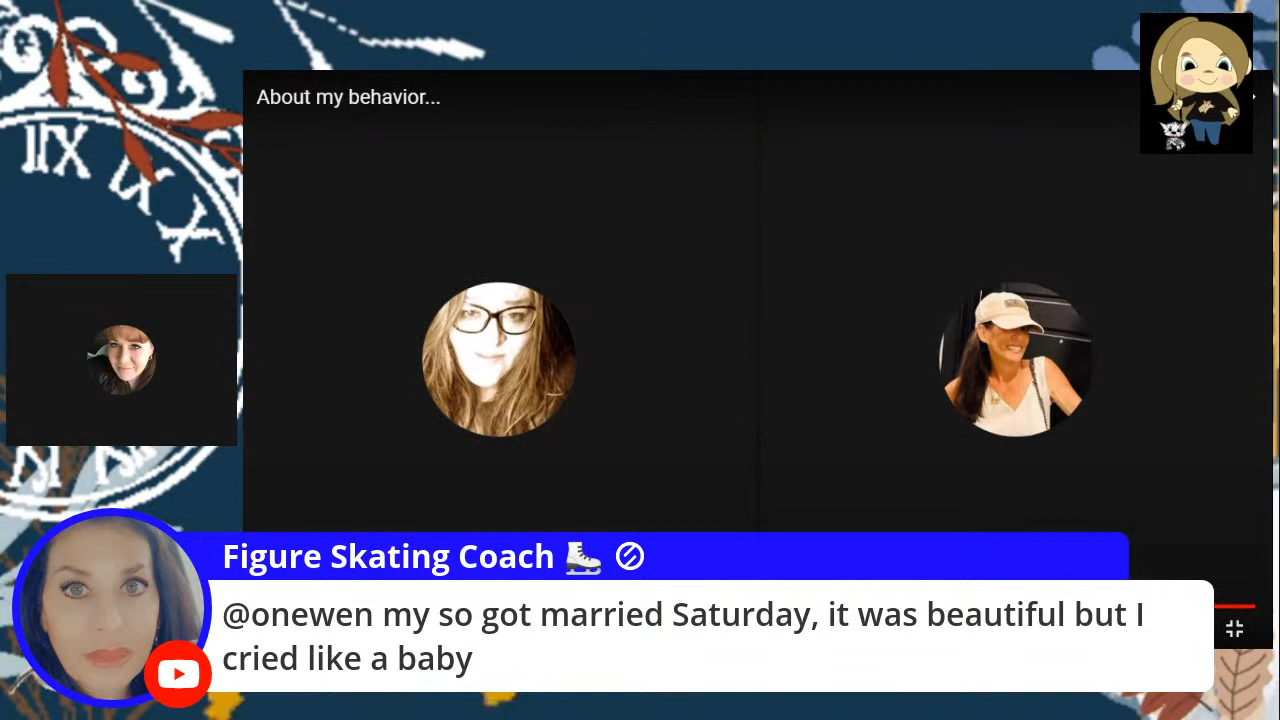 About my behavior...
IX
X
Figure Skating Coach ⛸️
@onewen my so got married Saturday, it was beautiful but I
cried like a baby